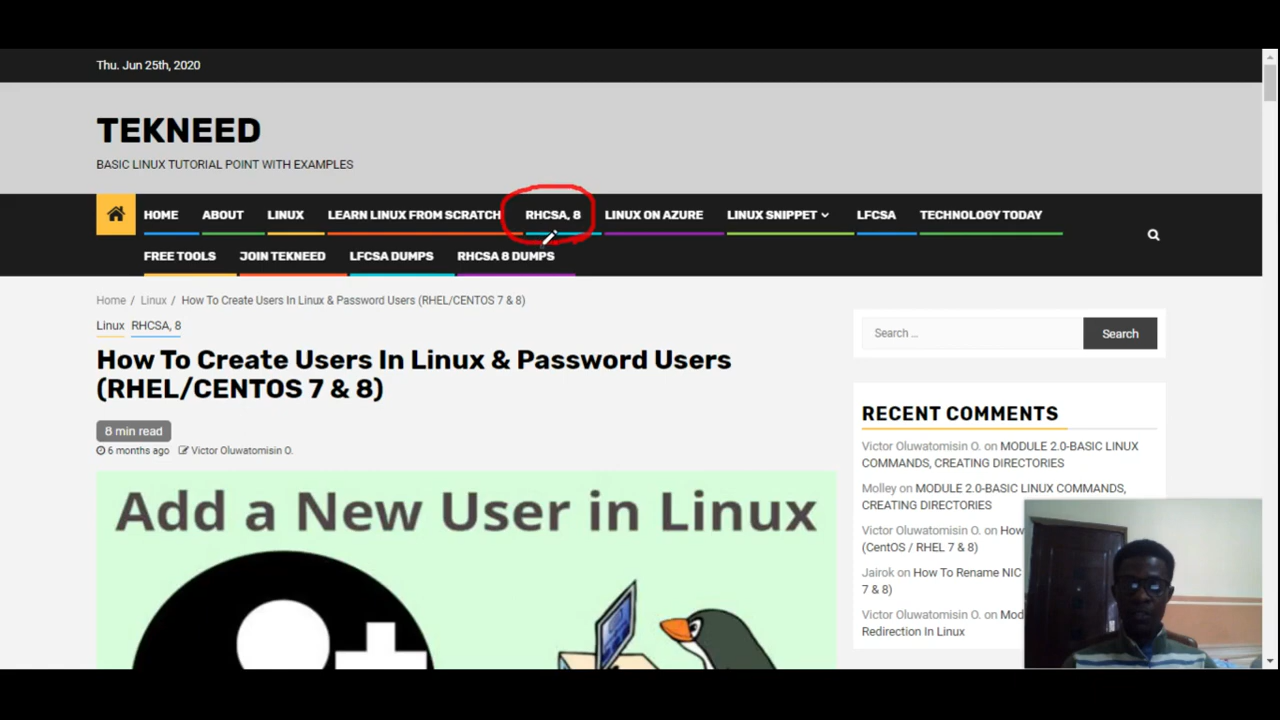 Thu. Jun 25th, 2020
TEKNEED
BASIC LINUX TUTORIAL POINT WITH EXAMPLES
HOME ABOUT LINUX LEARN LINUX FROM SCRATCH RHCSA, 8 LINUX ON AZURE LINUX SNIPPET LFCSA TECHNOLOGY TODAY
FREE TOOLS JOIN TEKNEED LFCSA DUMPS RHCSA 8 DUMPS
Home / Linux / How To Create Users In Linux & Password Users (RHEL/CENTOS 7 & 8)
Linux RHCSA, 8
How To Create Users In Linux & Password Users
(RHEL/CENTOS 7 & 8)
8 min read
6 months ago Victor Oluwatomisin O.
Add a New User in Linux
Search ...
Search
RECENT COMMENTS
Victor Oluwatomisin O. on MODULE 2.0-BASIC LINUX
COMMANDS, CREATING DIRECTORIES
Molley on MODULE 2.0-BASIC LINUX COMMANDS,
CREATING DIRECTORIES
Victor Oluwatomisin O. on How
(CentOS / RHEL 7 & 8)
Jairok on How To Rename NIC
7 & 8)
Victor Oluwatomisin O. on Mod
Redirection In Linux